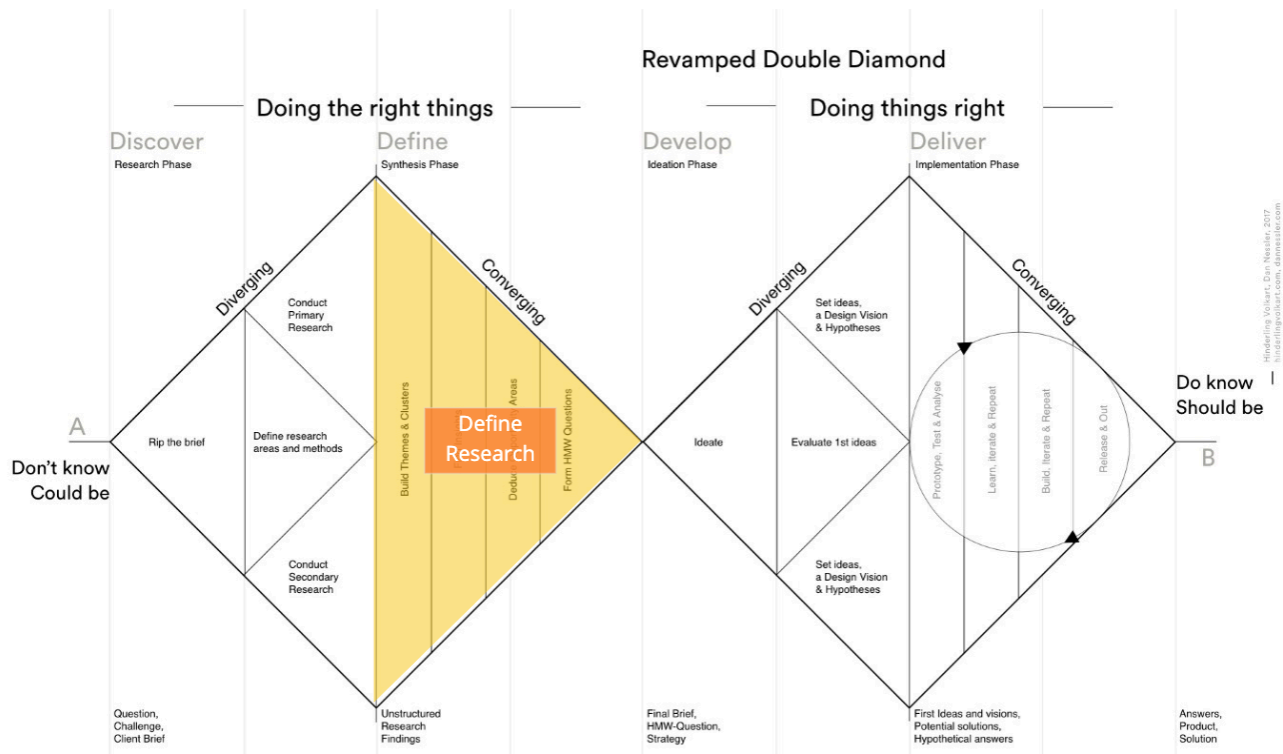 Revamped Double Diamond
Doing the right things
Doing things right
Discover
Research Phase
Define
Synthesis Phase
Develop
Ideation Phase
Deliver
Implementation Phase
Diverging
Converging
Diverging
Converging
Conduct
Primary
Research
Set ideas,
a Design Vision
& Hypotheses
A
Don't know
Could be
Rip the brief
Define research
areas and methods
Build Themes & Clusters
Define
Research
Form HMW Questions
Ideate
Evaluate 1st ideas
Prototype, Test & Analyse
Learn, iterate & Repeat
Build, Iterate & Repeat
Release & Out
Do know
Should be
B
Conduct
Secondary
Research
Set ideas,
a Design Vision
& Hypotheses
Question,
Challenge,
Client Brief
Unstructured
Research
Findings
Final Brief,
HMW-Question,
Strategy
First Ideas and visions,
Potential solutions,
Hypothetical answers
Answers,
Product,
Solution
Hinderling Volkart, Dan Nessler, 2017
hinderlingvolkart.com, dannessler.com